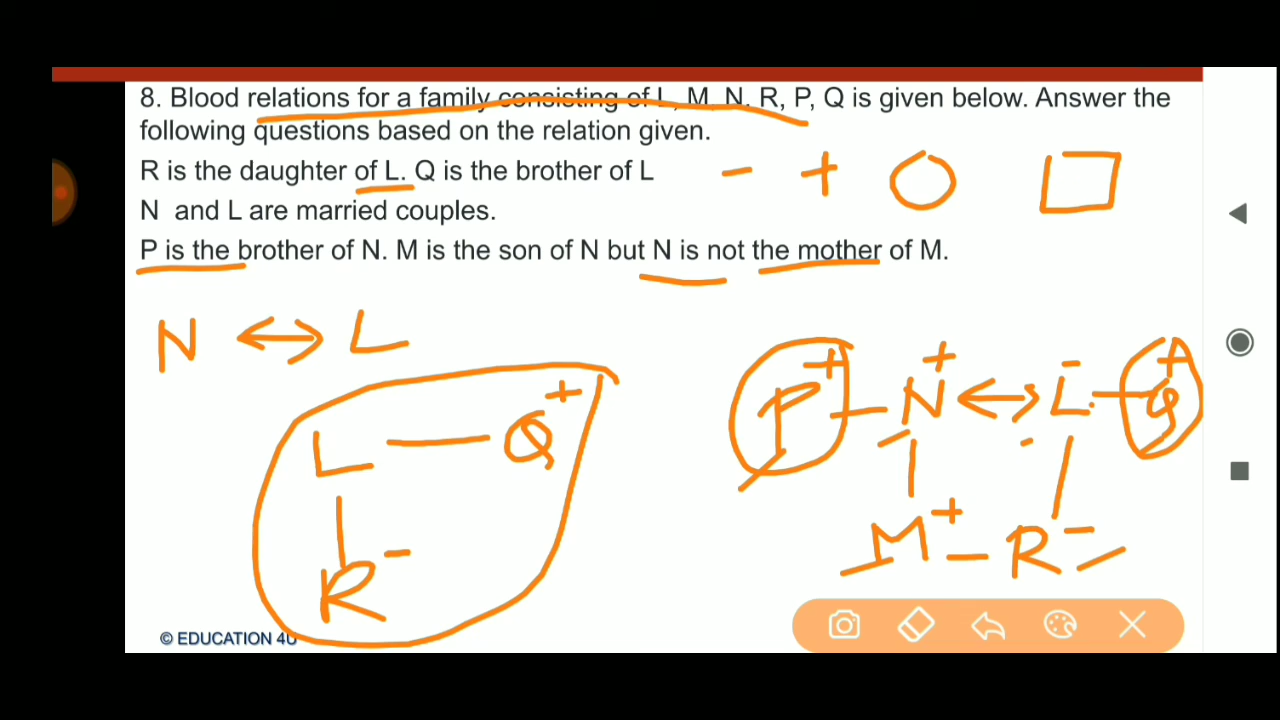 8. Blood relations for a family consisting of L, M, N, R, P, Q is given below. Answer the
following questions based on the relation given.
R is the daughter of L. Q is the brother of L
N and L are married couples.
P is the brother of N. M is the son of N but N is not the mother of M.
- +
N ↔ L
L — Q +
R -
P + — N + ↔ L - — Q +
M + — R -
© EDUCATION 4U